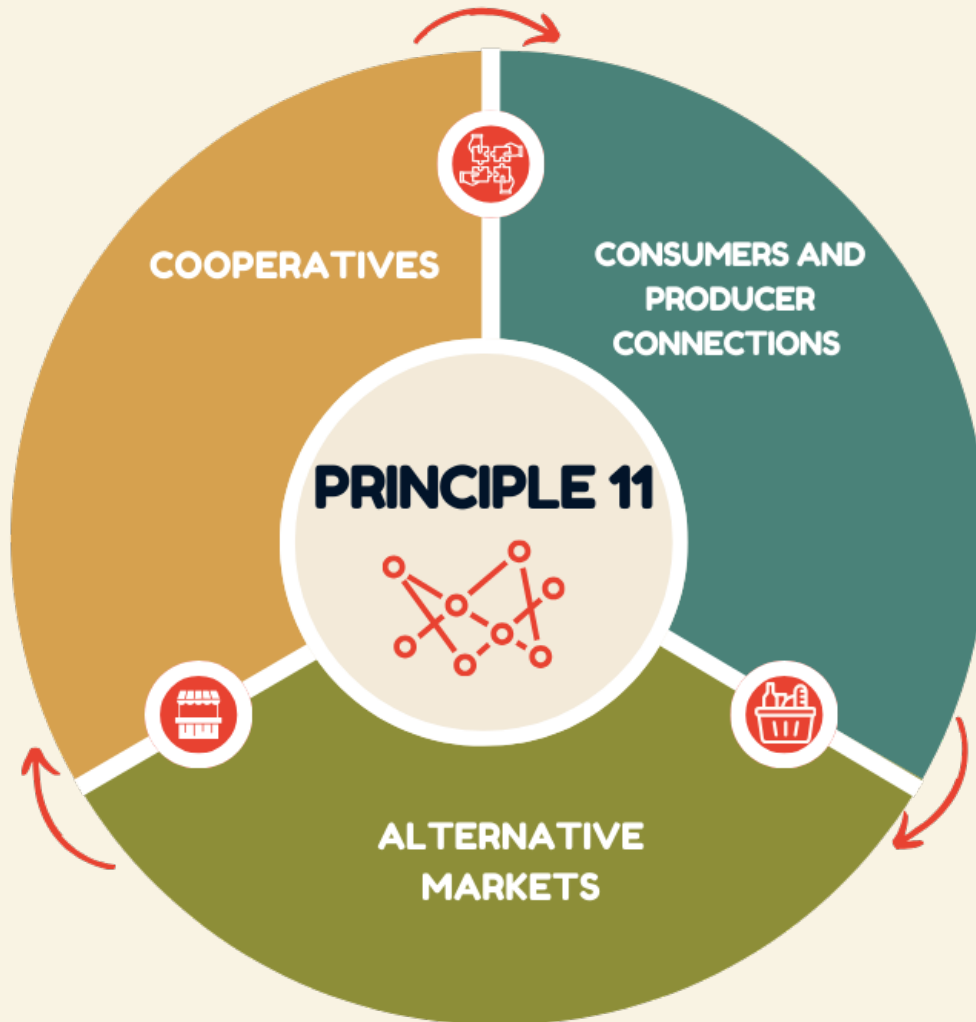 COOPERATIVES
CONSUMERS AND
PRODUCER
CONNECTIONS
PRINCIPLE 11
ALTERNATIVE
MARKETS